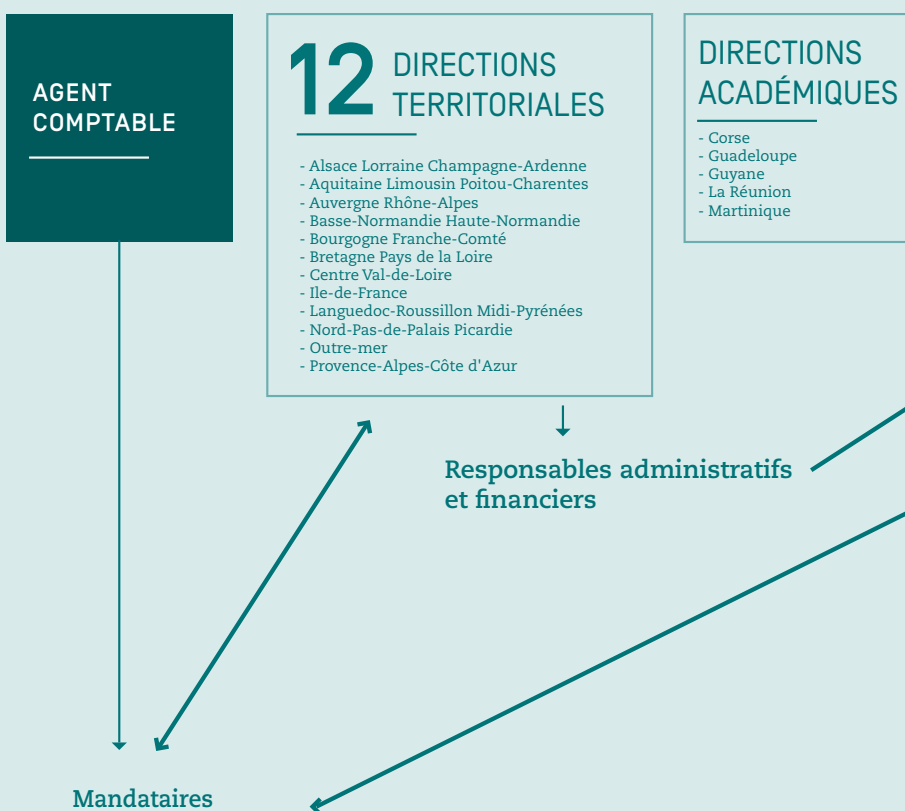 AGENT
COMPTABLE
12 DIRECTIONS
TERRITORIALES
- Alsace Lorraine Champagne-Ardenne
- Aquitaine Limousin Poitou-Charentes
- Auvergne Rhône-Alpes
- Basse-Normandie Haute-Normandie
- Bourgogne Franche-Comté
- Bretagne Pays de la Loire
- Centre Val-de-Loire
- Ile-de-France
- Languedoc-Roussillon Midi-Pyrénées
- Nord-Pas-de-Palais Picardie
- Outre-mer
- Provence-Alpes-Côte d'Azur
DIRECTIONS
ACADÉMIQUES
- Corse
- Guadeloupe
- Guyane
- La Réunion
- Martinique
Responsables administratifs
et financiers
Mandataires